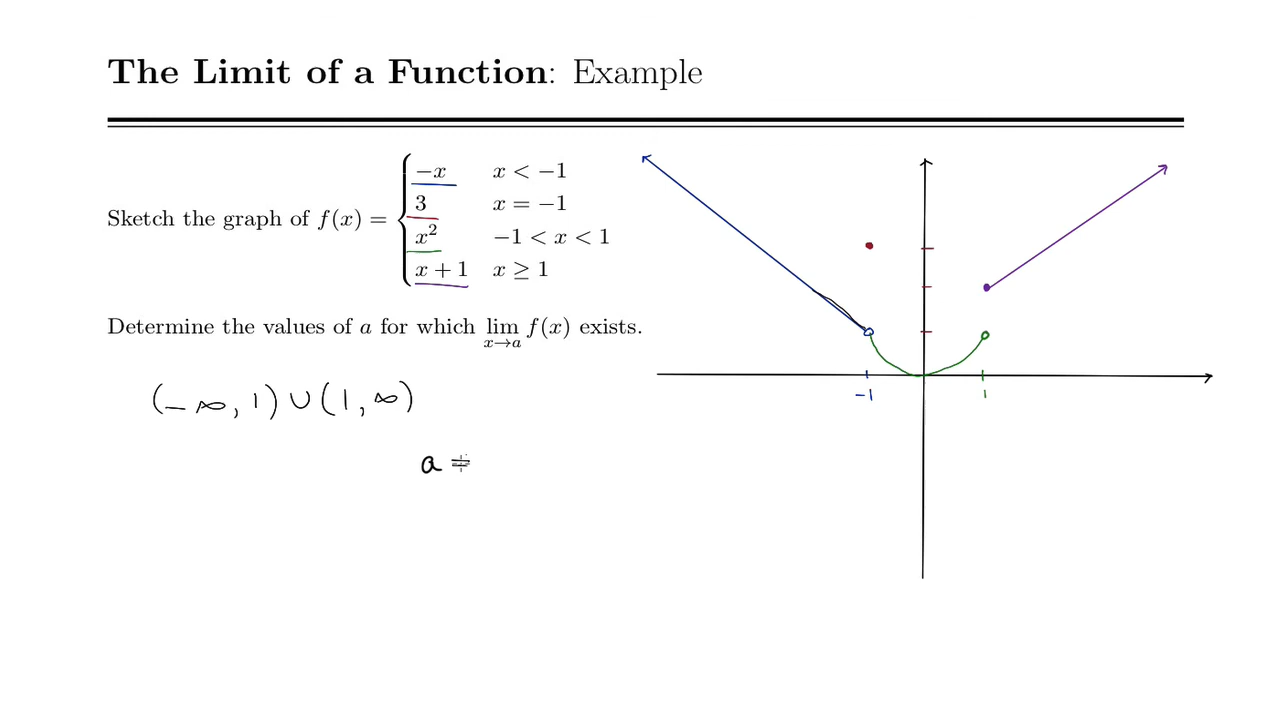 The Limit of a Function: Example
−x x < −1
3 x = −1
Sketch the graph of f(x) =
x² −1 < x < 1
x + 1 x ≥ 1
Determine the values of a for which lim f(x) exists.
x→a
(−∞, 1) ∪ (1, ∞)
−1 1
a ≠